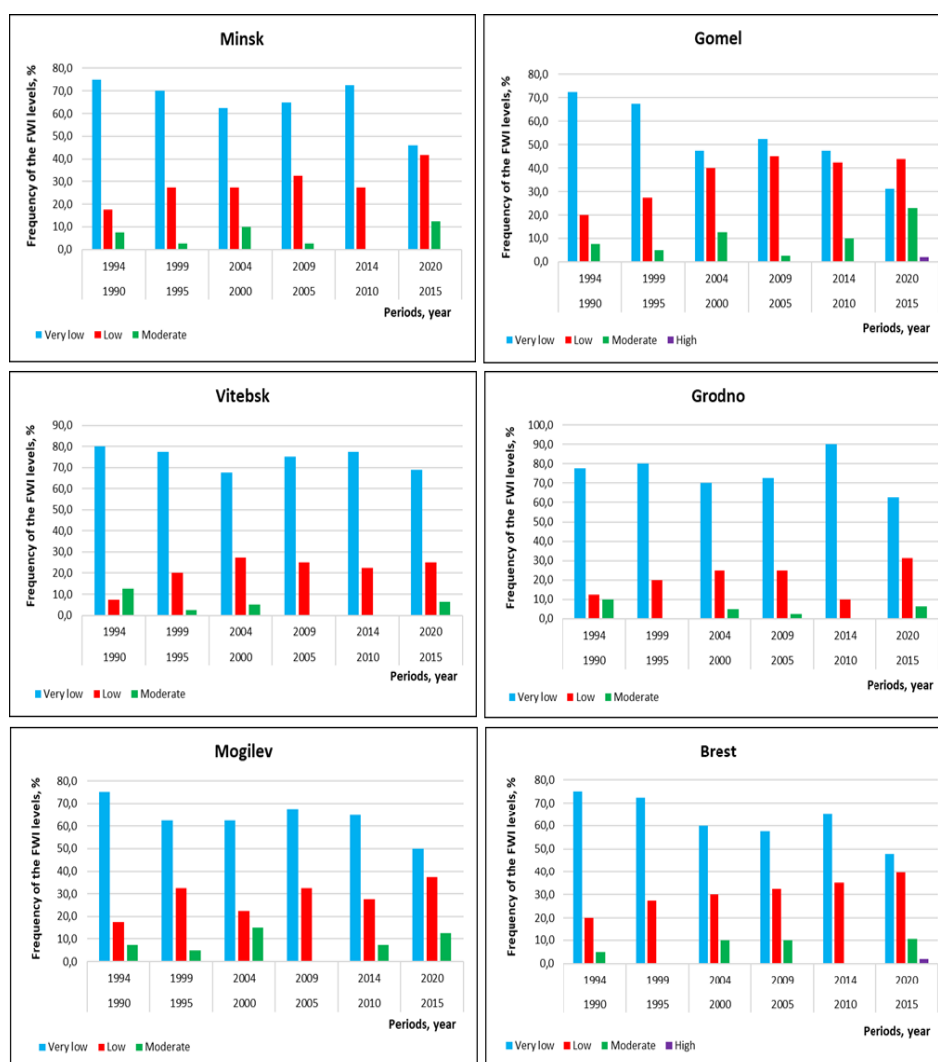 Minsk
Frequency of the FWI levels, %
80,0
70,0
60,0
50,0
40,0
30,0
20,0
10,0
0,0
1994 1999 2004 2009 2014 2020
1990 1995 2000 2005 2010 2015
Periods, year
Very low Low Moderate
Gomel
Frequency of the FWI levels, %
80,0
70,0
60,0
50,0
40,0
30,0
20,0
10,0
0,0
1994 1999 2004 2009 2014 2020
1990 1995 2000 2005 2010 2015
Periods, year
Very low Low Moderate High
Vitebsk
Frequency of the FWI levels, %
90,0
80,0
70,0
60,0
50,0
40,0
30,0
20,0
10,0
0,0
1994 1999 2004 2009 2014 2020
1990 1995 2000 2005 2010 2015
Periods, year
Very low Low Moderate
Grodno
Frequency of the FWI levels, %
100,0
90,0
80,0
70,0
60,0
50,0
40,0
30,0
20,0
10,0
0,0
1994 1999 2004 2009 2014 2020
1990 1995 2000 2005 2010 2015
Periods, year
Very low Low Moderate
Mogilev
Frequency of the FWI levels, %
80,0
70,0
60,0
50,0
40,0
30,0
20,0
10,0
0,0
1994 1999 2004 2009 2014 2020
1990 1995 2000 2005 2010 2015
Periods, year
Very low Low Moderate
Brest
Frequency of the FWI levels, %
80,0
70,0
60,0
50,0
40,0
30,0
20,0
10,0
0,0
1994 1999 2004 2009 2014 2020
1990 1995 2000 2005 2010 2015
Periods, year
Very low Low Moderate High